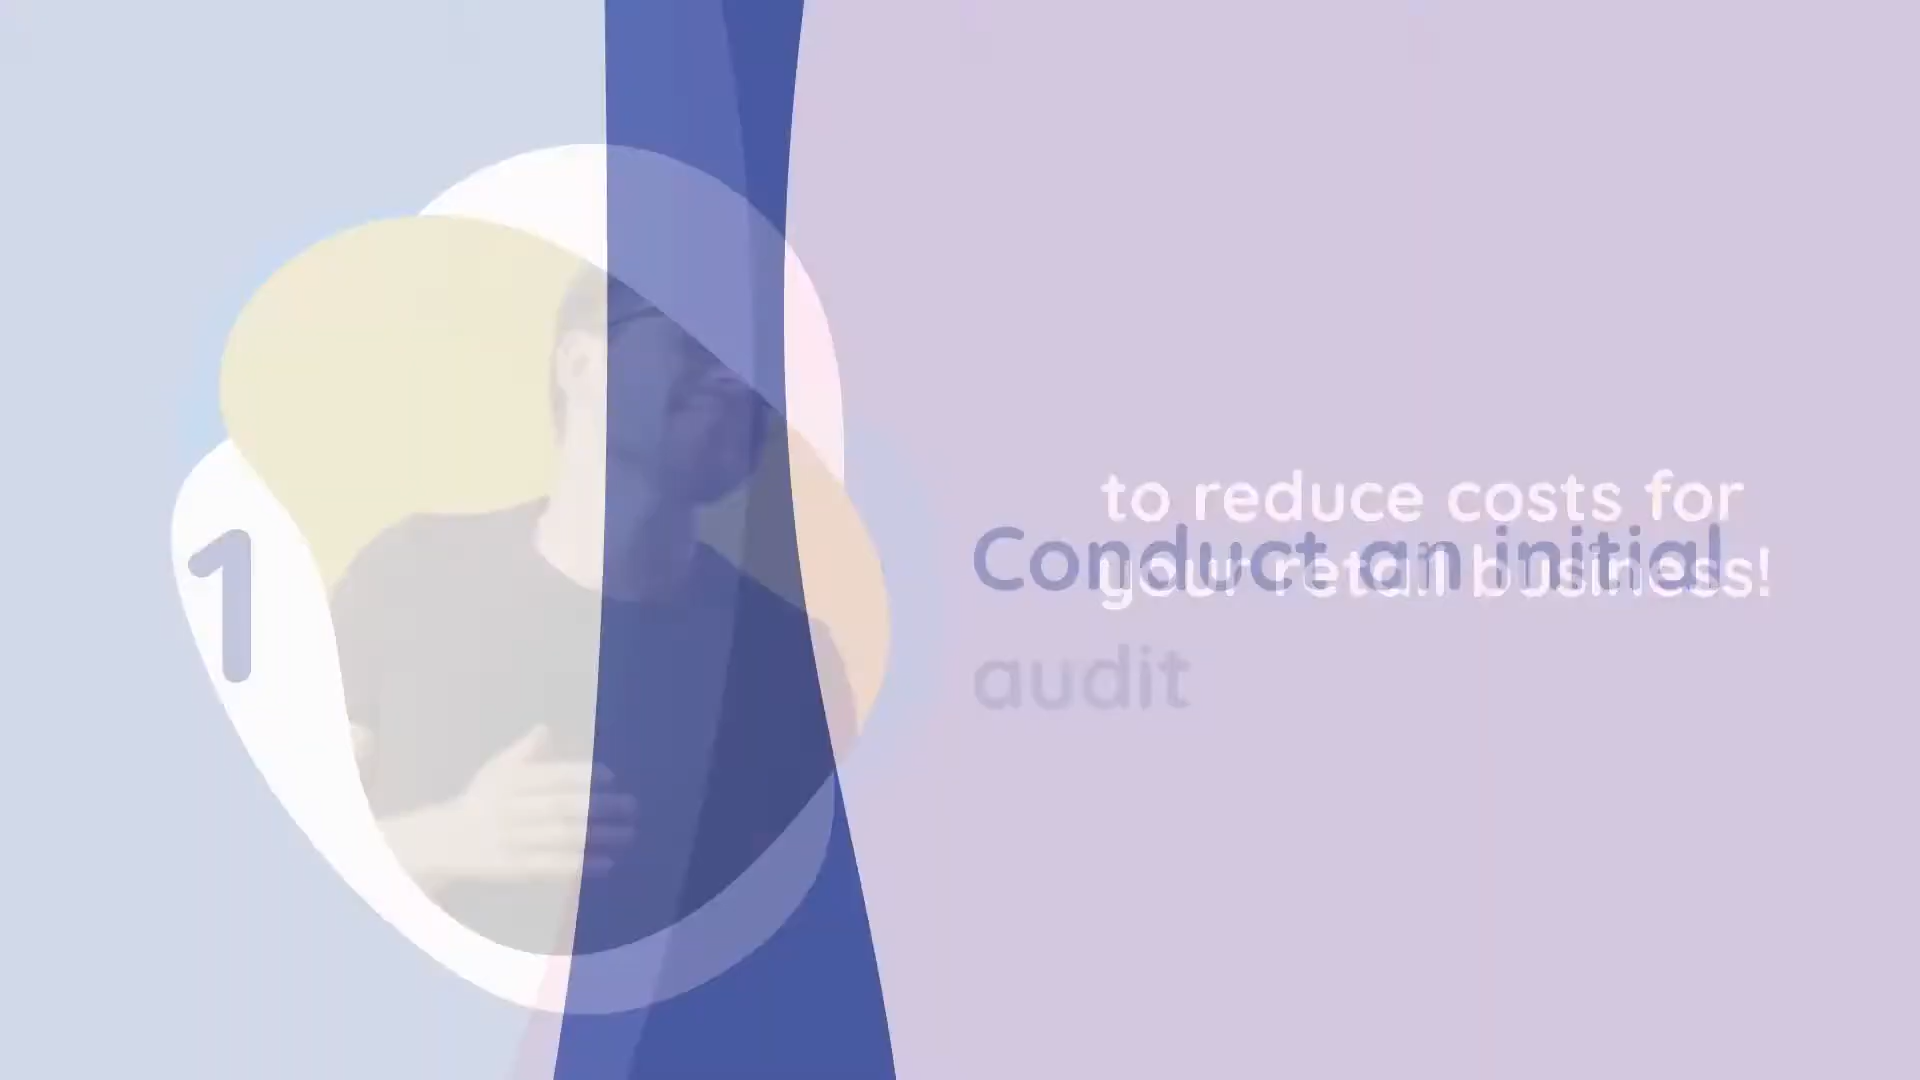 1
to reduce costs for
your retail business!
Conduct an initial
audit